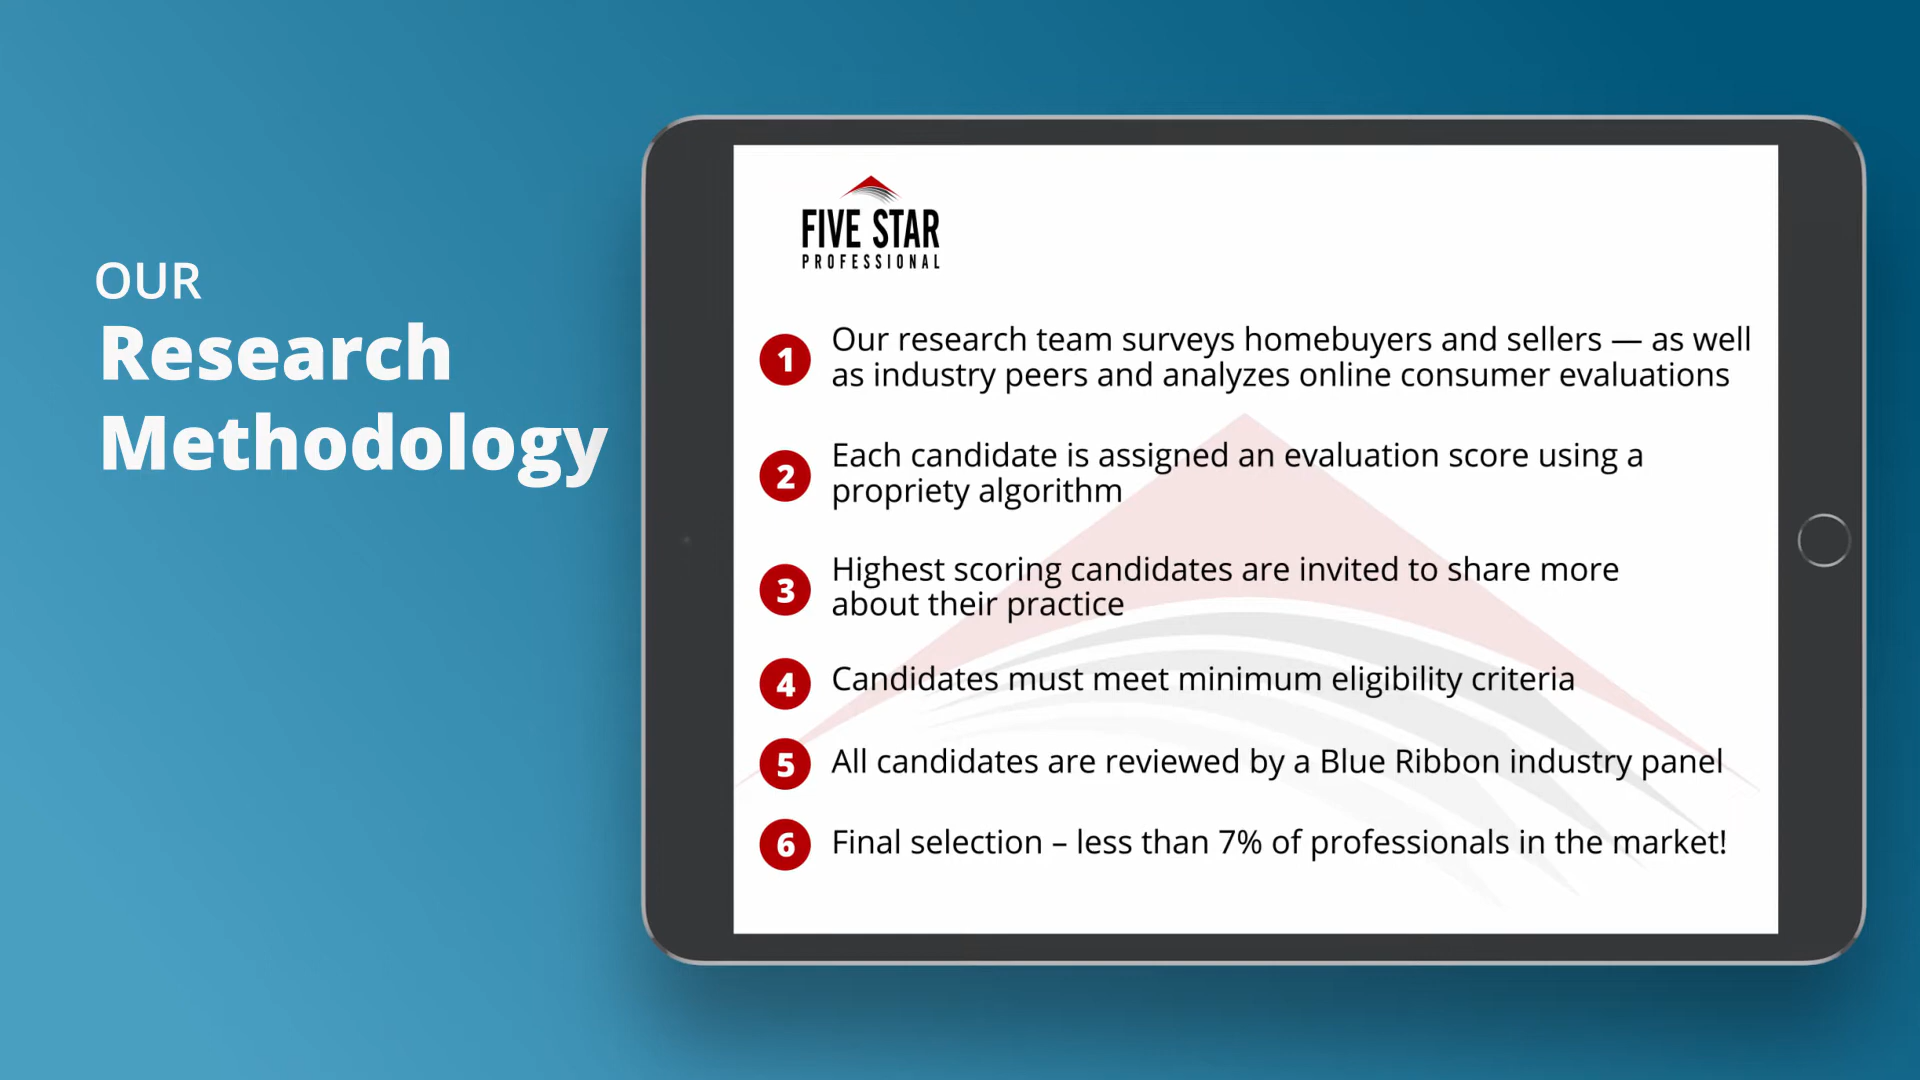 OUR
Research
Methodology
FIVE STAR
PROFESSIONAL
1 Our research team surveys homebuyers and sellers — as well
as industry peers and analyzes online consumer evaluations
2 Each candidate is assigned an evaluation score using a
propriety algorithm
3 Highest scoring candidates are invited to share more
about their practice
4 Candidates must meet minimum eligibility criteria
5 All candidates are reviewed by a Blue Ribbon industry panel
6 Final selection – less than 7% of professionals in the market!